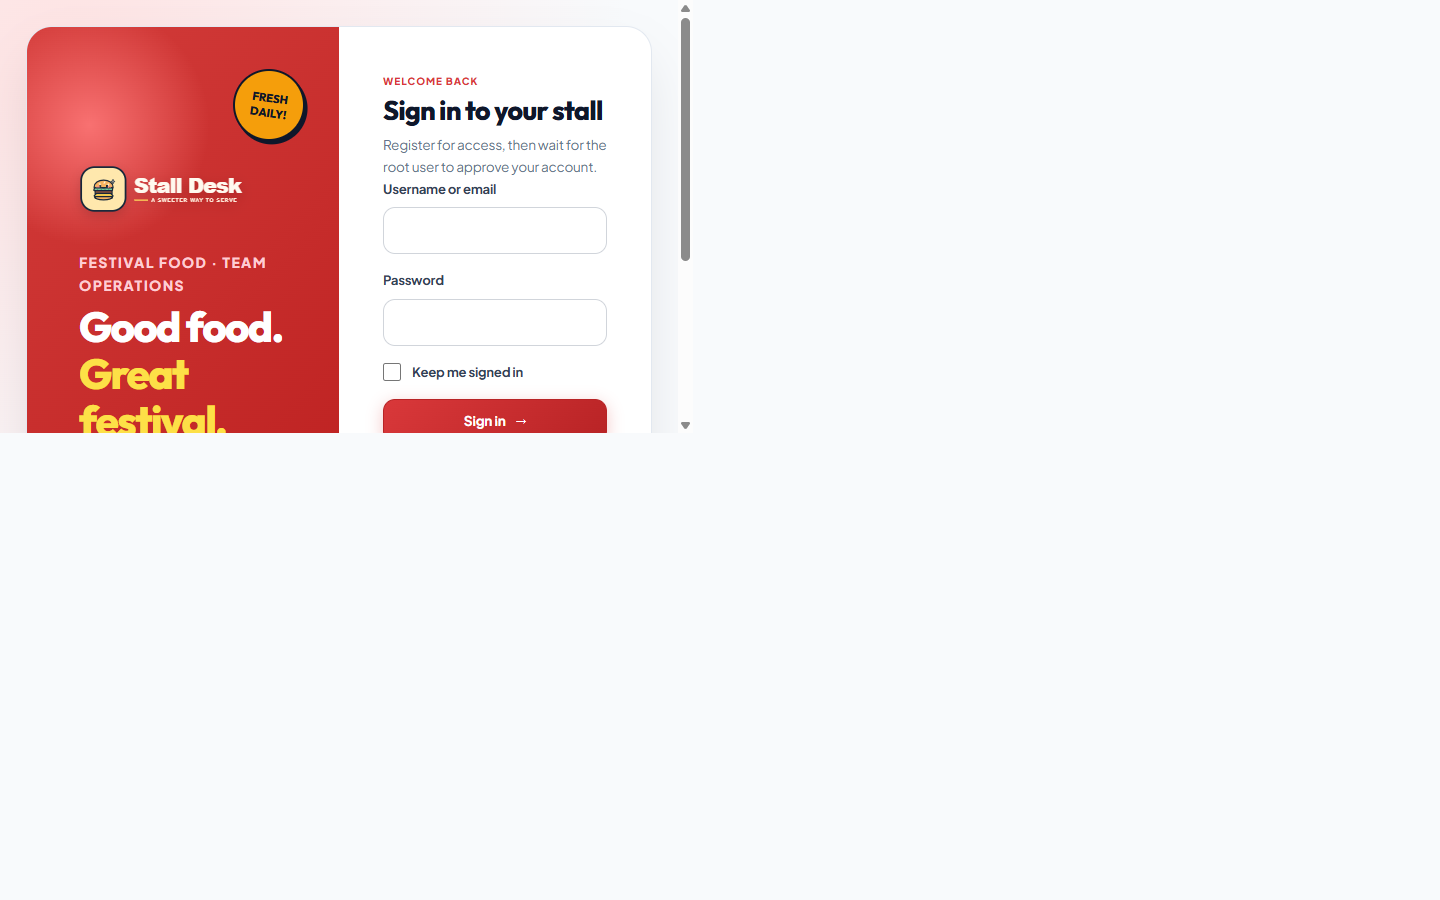 FRESH
DAILY!
Stall Desk
A SWEETER WAY TO SERVE
FESTIVAL FOOD · TEAM
OPERATIONS
Good food.
Great
festival.
WELCOME BACK
Sign in to your stall
Register for access, then wait for the
root user to approve your account.
Username or email
Password
Keep me signed in
Sign in →